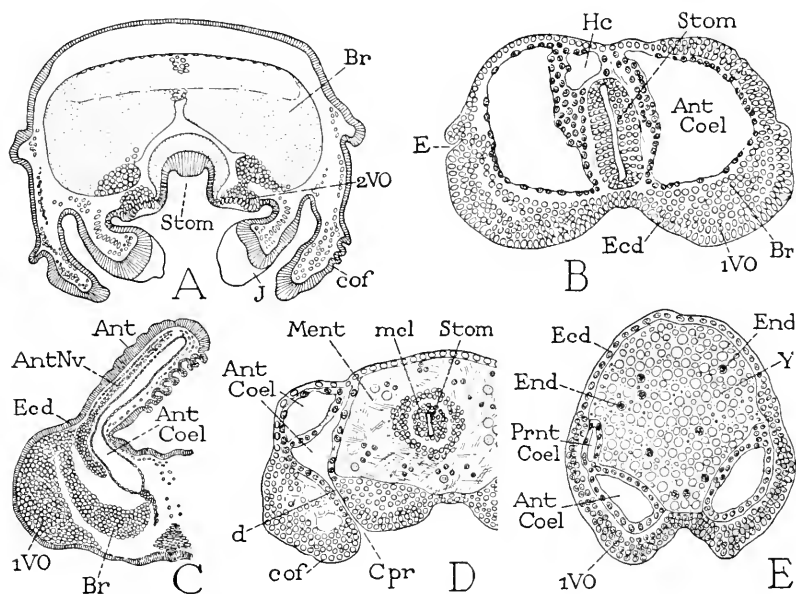 Br
2VO
Stom
J
cof
A
Hc
Stom
Ant
Coel
E
Ecd
1VO
Br
B
Ant
AntNv
Ecd
Ant
Coel
1VO
Br
C
Ment
mcl
Stom
Ant
Coel
d
cof
Cpr
D
Ecd
End
End
Y
Prnt
Coel
Ant
Coel
1VO
E